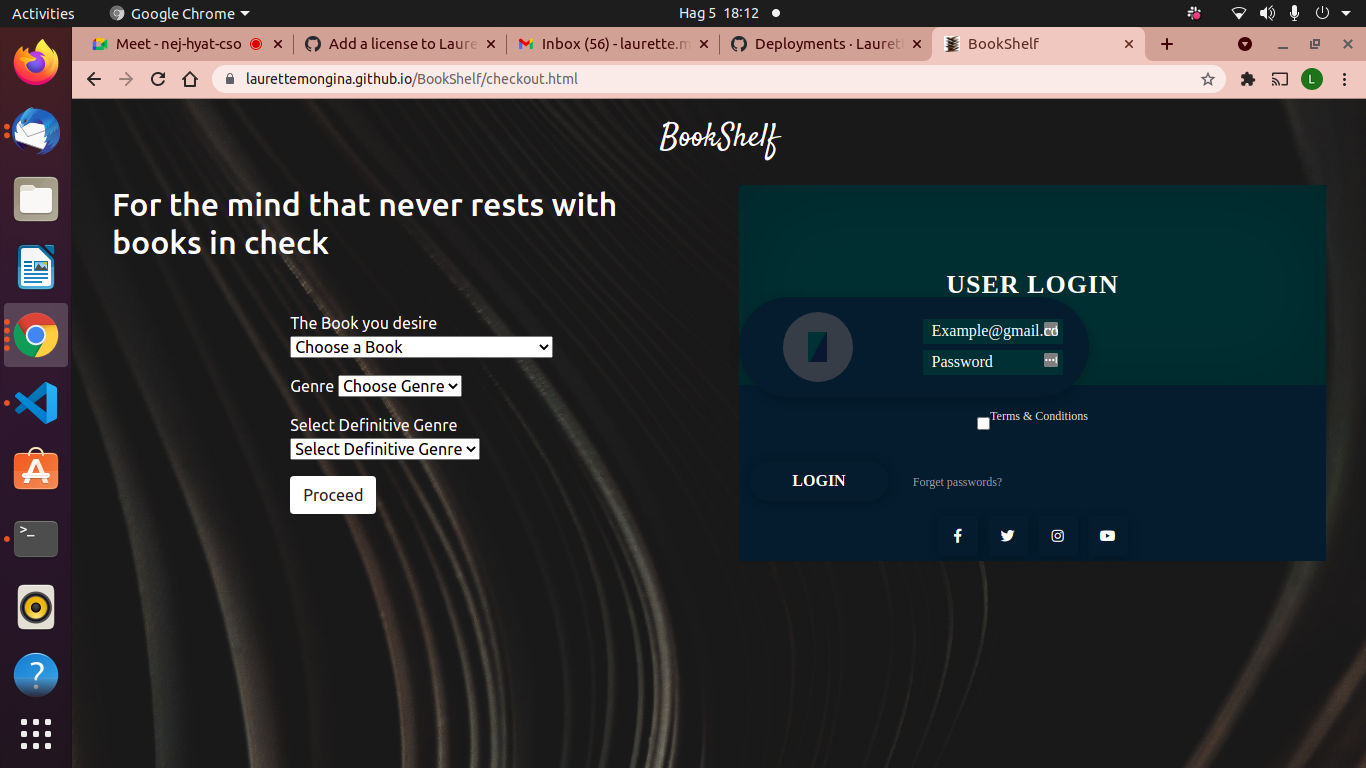 Activities
Google Chrome
Hag 5 18:12
Meet - nej-hyat-cso
Add a license to Laure
Inbox (56) - laurette.m
Deployments · Lauret
BookShelf
laurettemongina.github.io/BookShelf/checkout.html
L
BookShelf
For the mind that never rests with
books in check
The Book you desire
Choose a Book
Genre Choose Genre
Select Definitive Genre
Select Definitive Genre
Proceed
USER LOGIN
Example@gmail.co
Password
Terms & Conditions
LOGIN
Forget passwords?